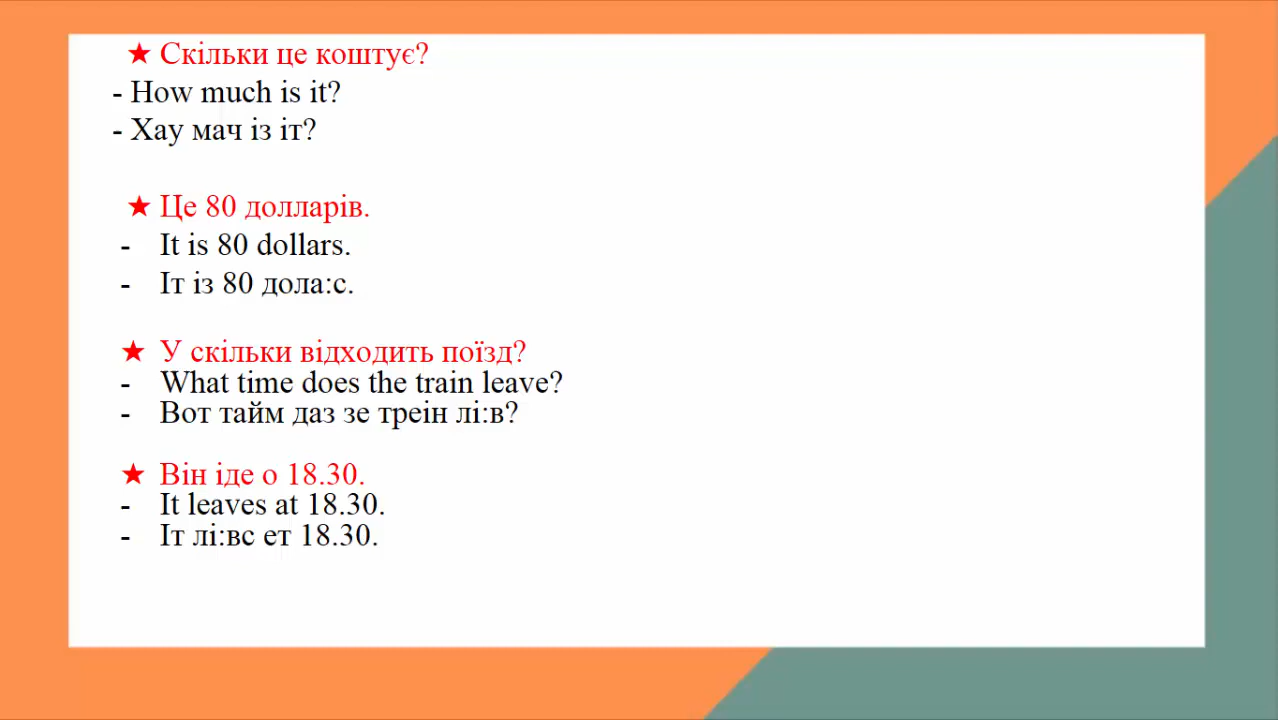 ★ Скільки це коштує?
- How much is it?
- Хау мач із іт?
★ Це 80 долларів.
- It is 80 dollars.
- Іт із 80 дола:с.
★ У скільки відходить поїзд?
- What time does the train leave?
- Вот тайм даз зе треін лі:в?
★ Він іде о 18.30.
- It leaves at 18.30.
- Іт лі:вс ет 18.30.